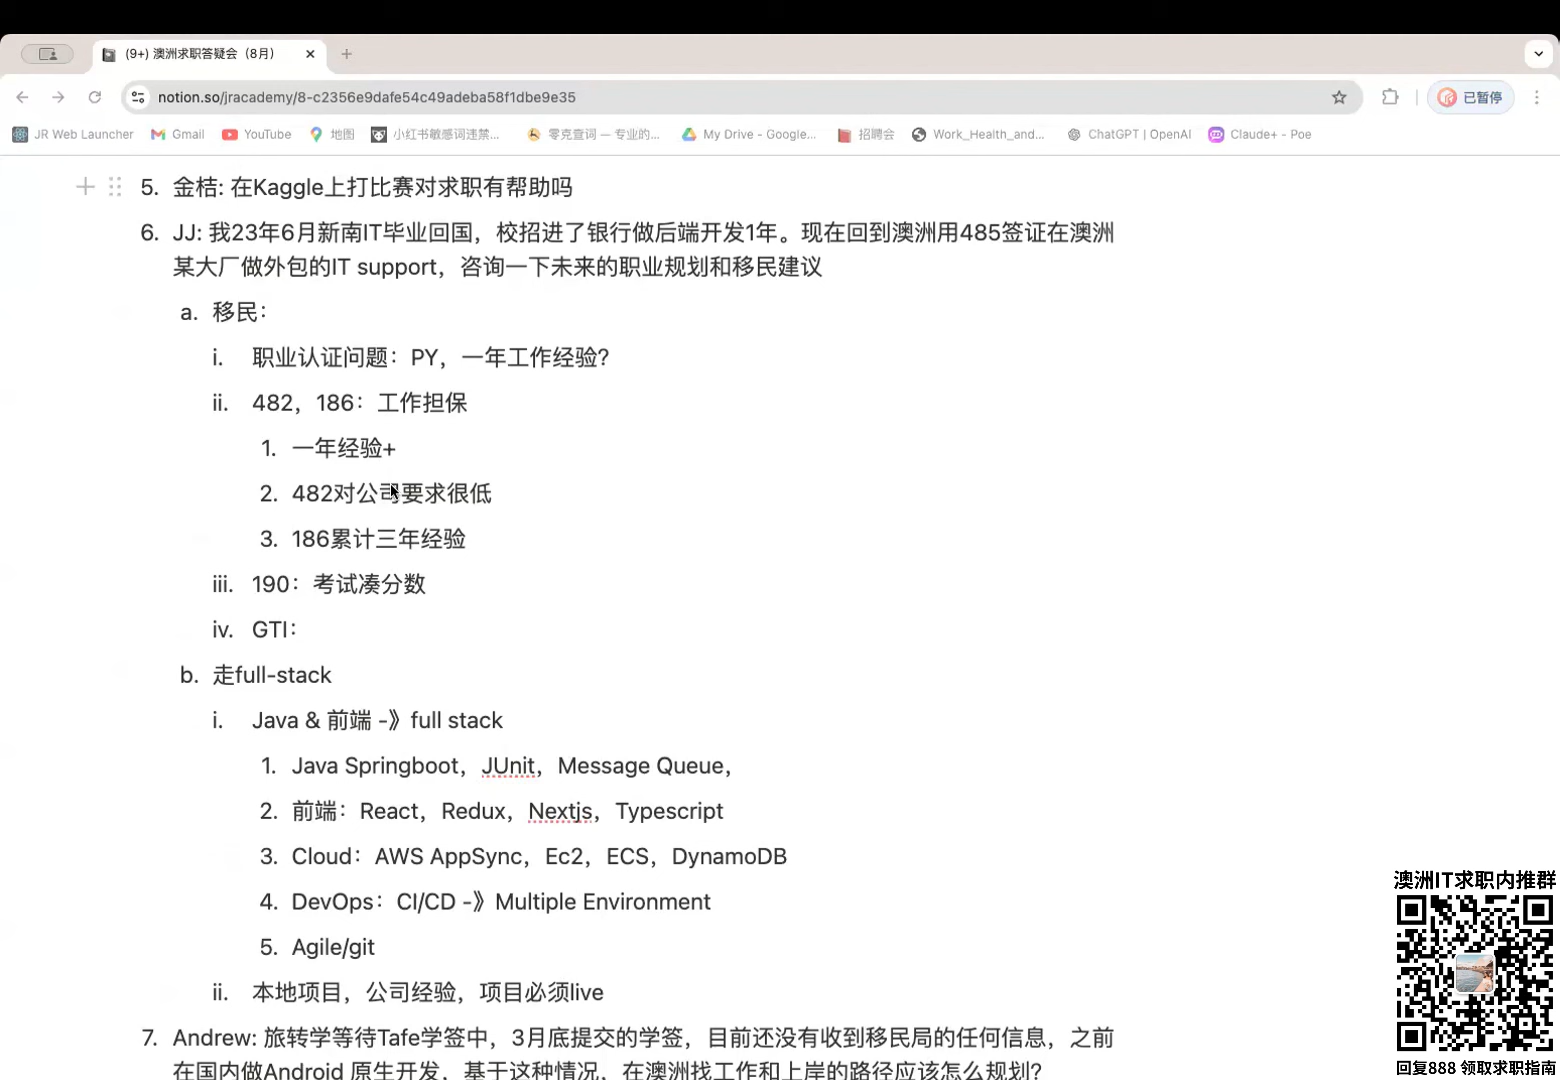 (9+) 澳洲求职答疑会（8月）
notion.so/jracademy/8-c2356e9dafe54c49adeba58f1dbe9e35
已暂停
JR Web Launcher
Gmail
YouTube
地图
小红书敏感词违禁...
零克查词 — 专业的...
My Drive - Google...
招聘会
Work_Health_and...
ChatGPT | OpenAI
Claude+ - Poe
5. 金桔: 在Kaggle上打比赛对求职有帮助吗
6. JJ: 我23年6月新南IT毕业回国，校招进了银行做后端开发1年。现在回到澳洲用485签证在澳洲
某大厂做外包的IT support，咨询一下未来的职业规划和移民建议
a. 移民：
i. 职业认证问题：PY，一年工作经验?
ii. 482，186：工作担保
1. 一年经验+
2. 482对公司要求很低
3. 186累计三年经验
iii. 190：考试凑分数
iv. GTI：
b. 走full-stack
i. Java & 前端 -》full stack
1. Java Springboot，JUnit，Message Queue，
2. 前端：React，Redux，Nextjs，Typescript
3. Cloud：AWS AppSync，Ec2，ECS，DynamoDB
4. DevOps：CI/CD -》Multiple Environment
5. Agile/git
ii. 本地项目，公司经验，项目必须live
7. Andrew: 旅转学等待Tafe学签中，3月底提交的学签，目前还没有收到移民局的任何信息，之前
在国内做Android 原生开发，基于这种情况，在澳洲找工作和上岸的路径应该怎么规划?
澳洲IT求职内推群
回复888 领取求职指南